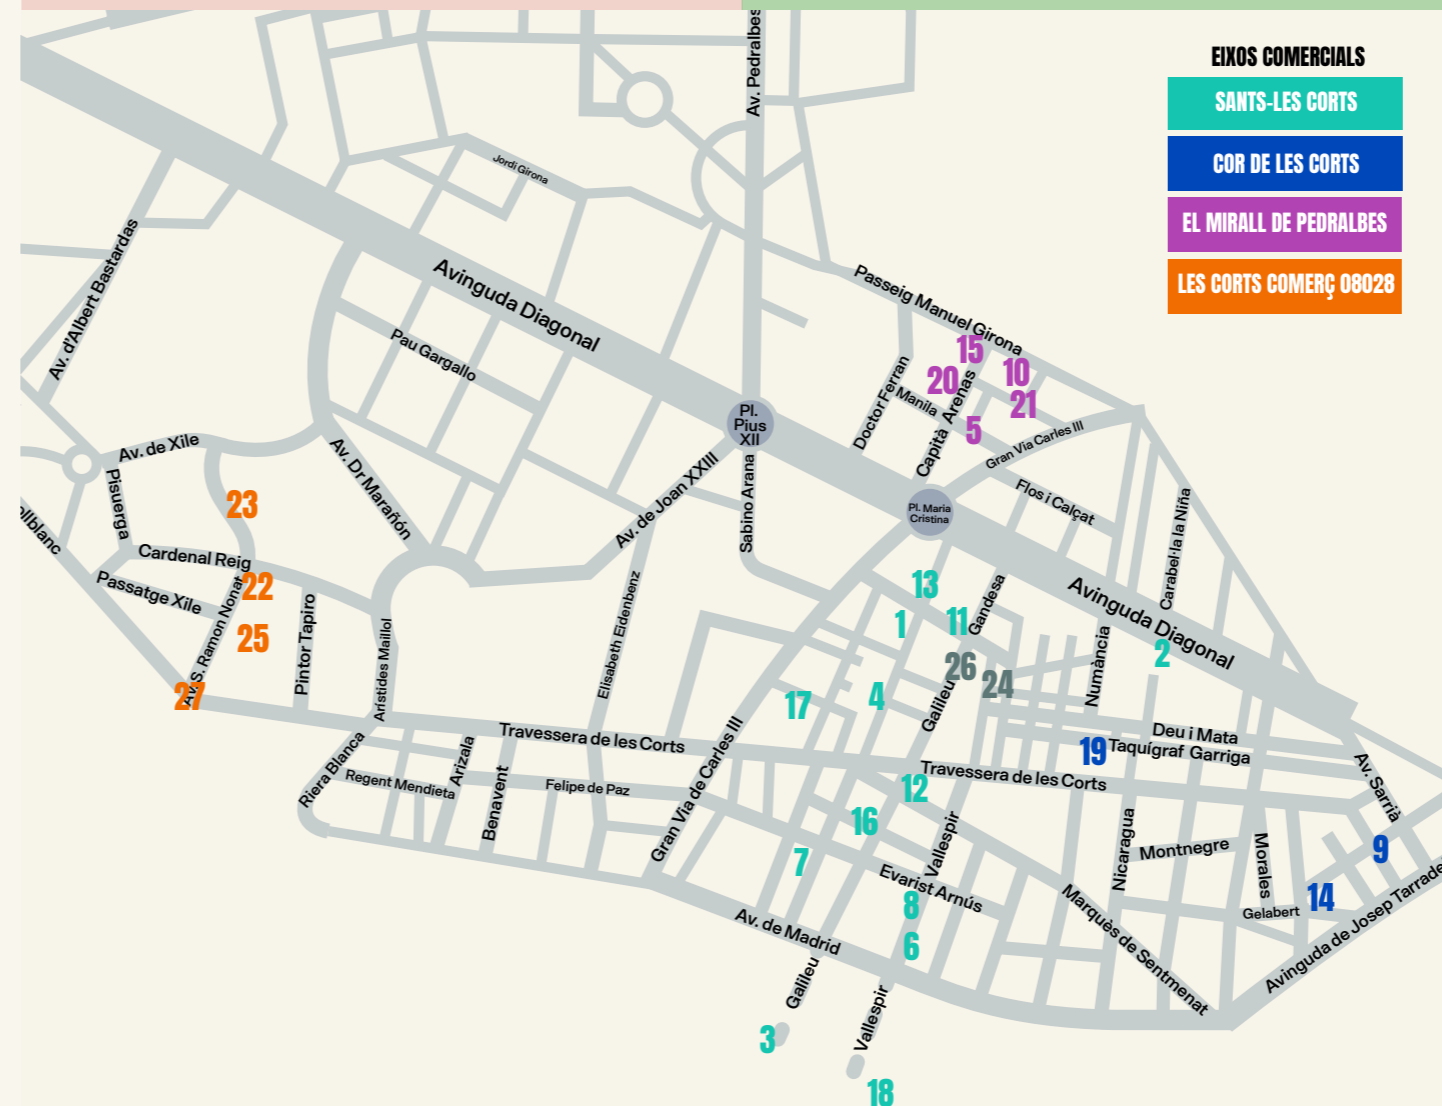 EIXOS COMERCIALS
SANTS-LES CORTS
COR DE LES CORTS
EL MIRALL DE PEDRALBES
LES CORTS COMERÇ 08028
Av. Pedralbes
Jordi Girona
Av. d'Albert Bastardas
Avinguda Diagonal
Pau Gargallo
Passeig Manuel Girona
15
10
20
21
5
Doctor Ferran
Manila
Capità Arenas
Gran Via Carles III
Pl.
Pius
XII
Av. de Xile
Pisuerga
Av. Dr Marañón
Av. de Joan XXIII
Sabino Arana
Flos i Calçat
Pl. Maria
Cristina
Carabel·la la Niña
23
ollblanc
Cardenal Reig
Passatge Xile
22
25
27
Av. S. Ramon Nonat
Pintor Tapiro
Arístides Maillol
Elisabeth Eidenbenz
13
1
11
Gandesa
Avinguda Diagonal
2
26
24
Numància
17
4
Galileu
Travessera de les Corts
Gran Via de Carles III
Deu i Mata
19
Taquígraf Garriga
Travessera de les Corts
Riera Blanca
Regent Mendieta
Arizala
Benavent
Felipe de Paz
12
16
7
Vallespir
Evarist Arnús
8
6
Nicaragua
Montnegre
Morales
Av. Sarrià
9
14
Gelabert
Marquès de Sentmenat
Avinguda de Josep Tarrade
Av. de Madrid
Galileu
Vallespir
3
18